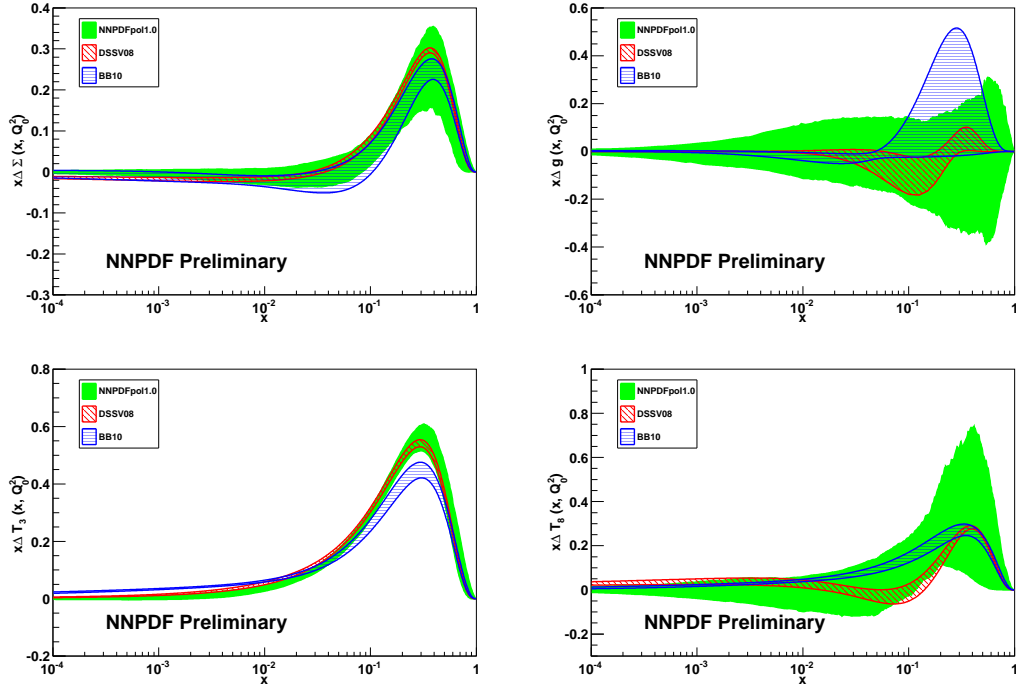 0.4
0.3
0.2
0.1
0
-0.1
-0.2
0.3
x Δ Σ (x, Q₀²)
NNPDFpol1.0
DSSV08
BB10
NNPDF Preliminary
10⁻⁴ 10⁻³ 10⁻² 10⁻¹ 1
x
0.6
0.4
0.2
0
-0.2
-0.4
-0.6
x Δ g (x, Q₀²)
NNPDFpol1.0
DSSV08
BB10
NNPDF Preliminary
10⁻⁴ 10⁻³ 10⁻² 10⁻¹ 1
x
0.8
0.6
0.4
0.2
0
-0.2
x Δ T₃ (x, Q₀²)
NNPDFpol1.0
DSSV08
BB10
NNPDF Preliminary
10⁻⁴ 10⁻³ 10⁻² 10⁻¹ 1
x
1
0.8
0.6
0.4
0.2
0
-0.2
x Δ T₈ (x, Q₀²)
NNPDFpol1.0
DSSV08
BB10
NNPDF Preliminary
10⁻⁴ 10⁻³ 10⁻² 10⁻¹ 1
x